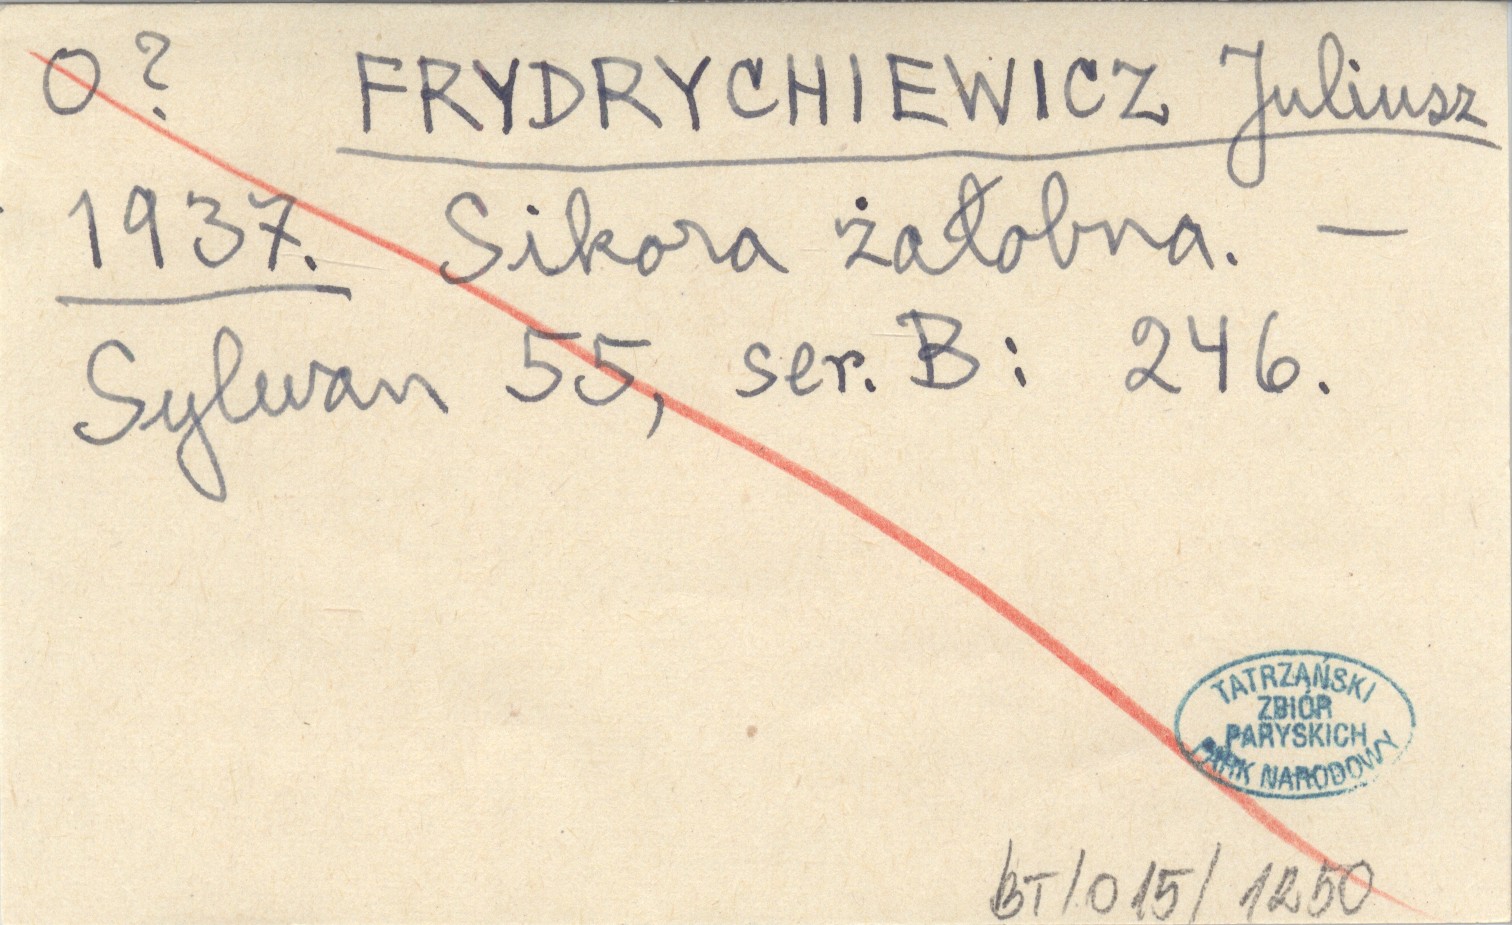 O ? FRYDRYCHIEWICZ Juliusz
1937. Sikora żałobna. —
Sylwan 55, ser. B: 246.
TATRZAŃSKI
ZBIÓR
PARYSKICH
PARK NARODOWY
BT/015/1250